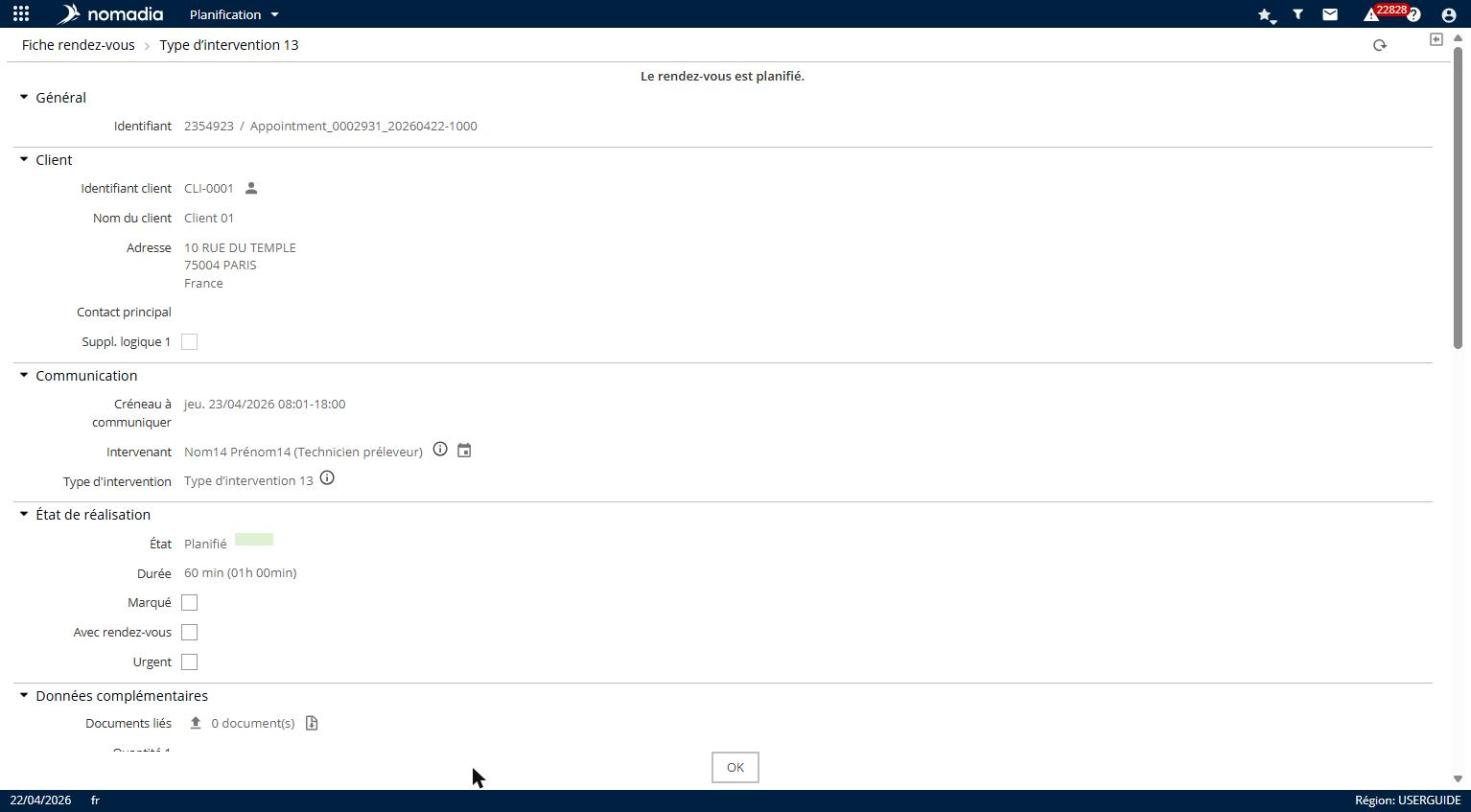 nomadia Planification 22828
Fiche rendez-vous › Type d'intervention 13
Le rendez-vous est planifié.
Général
Identifiant 2354923 / Appointment_0002931_20260422-1000
Client
Identifiant client CLI-0001
Nom du client Client 01
Adresse 10 RUE DU TEMPLE
75004 PARIS
France
Contact principal
Suppl. logique 1
Communication
Créneau à jeu. 23/04/2026 08:01-18:00
communiquer
Intervenant Nom14 Prénom14 (Technicien préleveur)
Type d'intervention Type d'intervention 13
État de réalisation
État Planifié
Durée 60 min (01h 00min)
Marqué
Avec rendez-vous
Urgent
Données complémentaires
Documents liés 0 document(s)
Quantité 1
OK
22/04/2026 fr Région: USERGUIDE